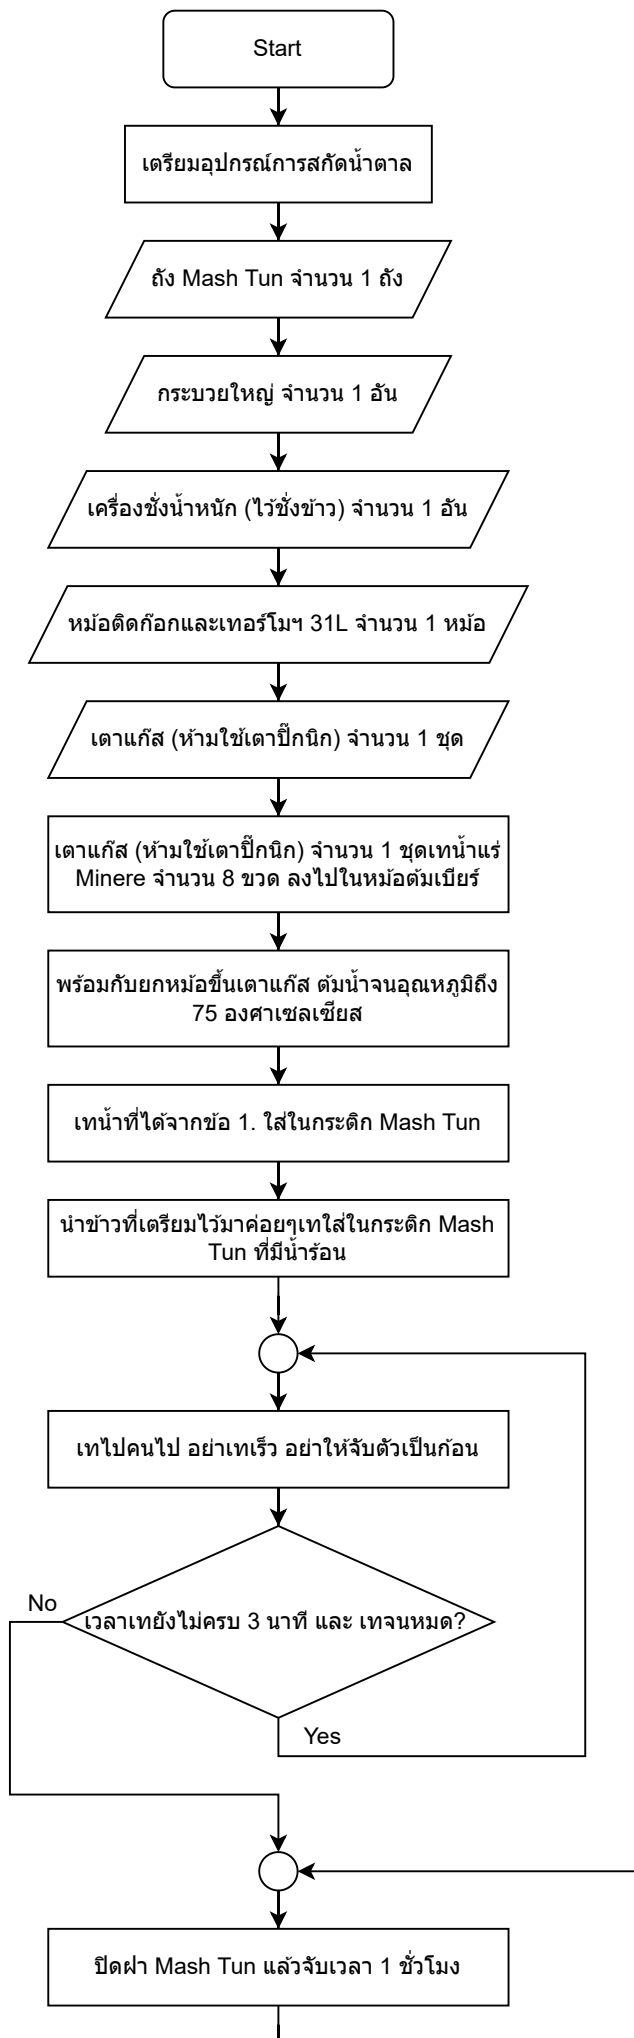 Start
เตรียมอุปกรณ์การสกัดน้ำตาล
ถัง Mash Tun จำนวน 1 ถัง
กระบวยใหญ่ จำนวน 1 อัน
เครื่องชั่งน้ำหนัก (ไว้ชั่งข้าว) จำนวน 1 อัน
หม้อติดก๊อกและเทอร์โมฯ 31L จำนวน 1 หม้อ
เตาแก๊ส (ห้ามใช้เตาปิ๊กนิก) จำนวน 1 ชุด
เตาแก๊ส (ห้ามใช้เตาปิ๊กนิก) จำนวน 1 ชุดเทน้ำแร่
Minere จำนวน 8 ขวด ลงไปในหม้อต้มเบียร์
พร้อมกับยกหม้อขึ้นเตาแก๊ส ต้มน้ำจนอุณหภูมิถึง
75 องศาเซลเซียส
เทน้ำที่ได้จากข้อ 1. ใส่ในกระติก Mash Tun
นำข้าวที่เตรียมไว้มาค่อยๆเทใส่ในกระติก Mash
Tun ที่มีน้ำร้อน
เทไปคนไป อย่าเทเร็ว อย่าให้จับตัวเป็นก้อน
No
เวลาเทยังไม่ครบ 3 นาที และ เทจนหมด?
Yes
ปิดฝา Mash Tun แล้วจับเวลา 1 ชั่วโมง